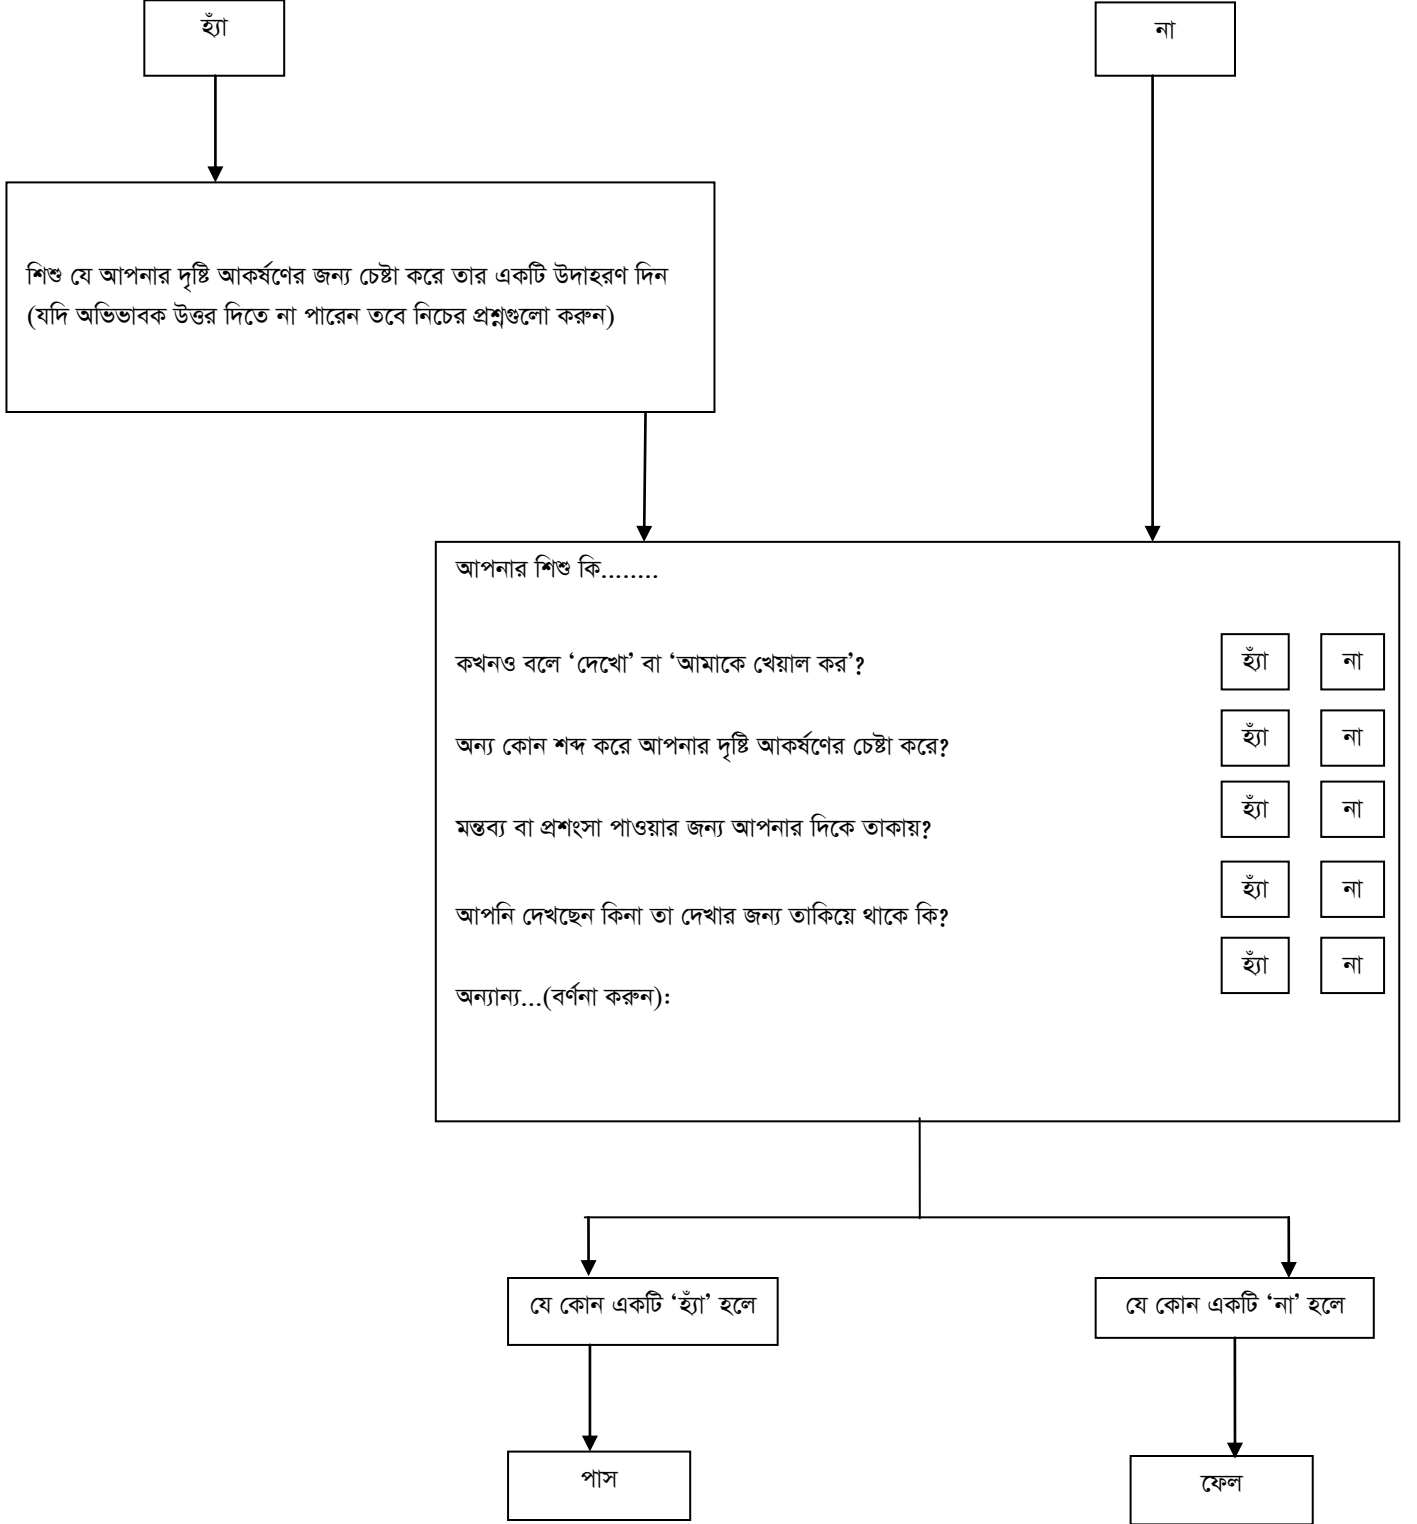 হ্যাঁ
না
শিশু যে আপনার দৃষ্টি আকর্ষণের জন্য চেষ্টা করে তার একটি উদাহরণ দিন
(যদি অভিভাবক উত্তর দিতে না পারেন তবে নিচের প্রশ্নগুলো করুন)
আপনার শিশু কি........
কখনও বলে ‘দেখো’ বা ‘আমাকে খেয়াল কর’? হ্যাঁ না
অন্য কোন শব্দ করে আপনার দৃষ্টি আকর্ষণের চেষ্টা করে? হ্যাঁ না
মন্তব্য বা প্রশংসা পাওয়ার জন্য আপনার দিকে তাকায়? হ্যাঁ না
আপনি দেখছেন কিনা তা দেখার জন্য তাকিয়ে থাকে কি? হ্যাঁ না
অন্যান্য...(বর্ণনা করুন): হ্যাঁ না
যে কোন একটি ‘হ্যাঁ’ হলে
যে কোন একটি ‘না’ হলে
পাস
ফেল